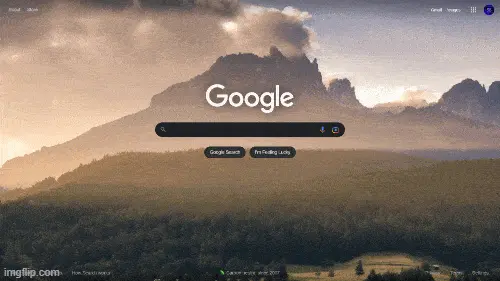 About Store Gmail Images
Google
Google Search I'm Feeling Lucky
How Search works Carbon neutral since 2007 Terms Settings
imgflip.com